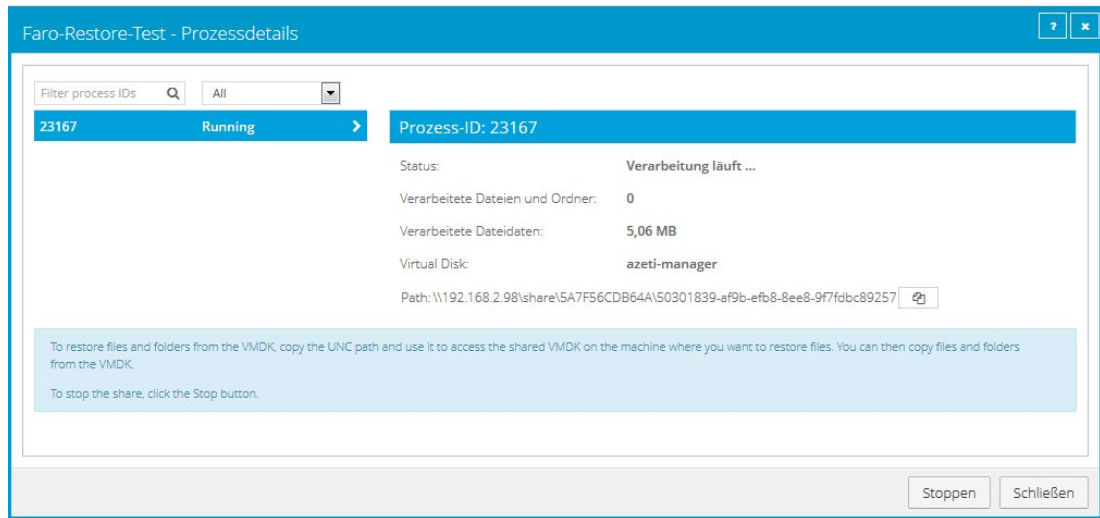 Faro-Restore-Test - Prozessdetails
?
×
Filter process IDs
All
23167 Running
Prozess-ID: 23167
Status: Verarbeitung läuft ...
Verarbeitete Dateien und Ordner: 0
Verarbeitete Dateidaten: 5,06 MB
Virtual Disk: azeti-manager
Path: \\192.168.2.98\share\5A7F56CDB64A\50301839-af9b-efb8-8ee8-9f7fdbc89257
To restore files and folders from the VMDK, copy the UNC path and use it to access the shared VMDK on the machine where you want to restore files. You can then copy files and folders
from the VMDK.
To stop the share, click the Stop button.
Stoppen
Schließen